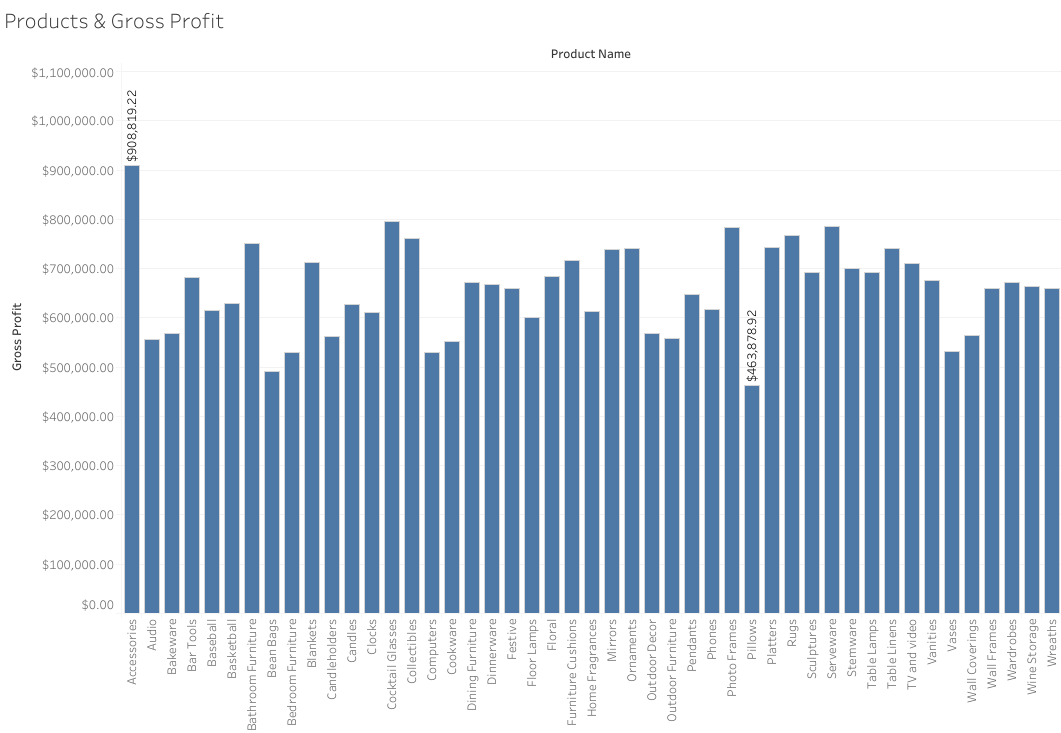 Products & Gross Profit
Product Name
Gross Profit
$1,100,000.00
$1,000,000.00
$900,000.00
$800,000.00
$700,000.00
$600,000.00
$500,000.00
$400,000.00
$300,000.00
$200,000.00
$100,000.00
$0.00
$908,819.22
$463,878.92
Accessories
Audio
Bakeware
Bar Tools
Baseball
Basketball
Bathroom Furniture
Bean Bags
Bedroom Furniture
Blankets
Candleholders
Candles
Clocks
Cocktail Glasses
Collectibles
Computers
Cookware
Dining Furniture
Dinnerware
Festive
Floor Lamps
Floral
Furniture Cushions
Home Fragrances
Mirrors
Ornaments
Outdoor Decor
Outdoor Furniture
Pendants
Phones
Photo Frames
Pillows
Platters
Rugs
Sculptures
Serveware
Stemware
Table Lamps
Table Linens
TV and video
Vanities
Vases
Wall Coverings
Wall Frames
Wardrobes
Wine Storage
Wreaths